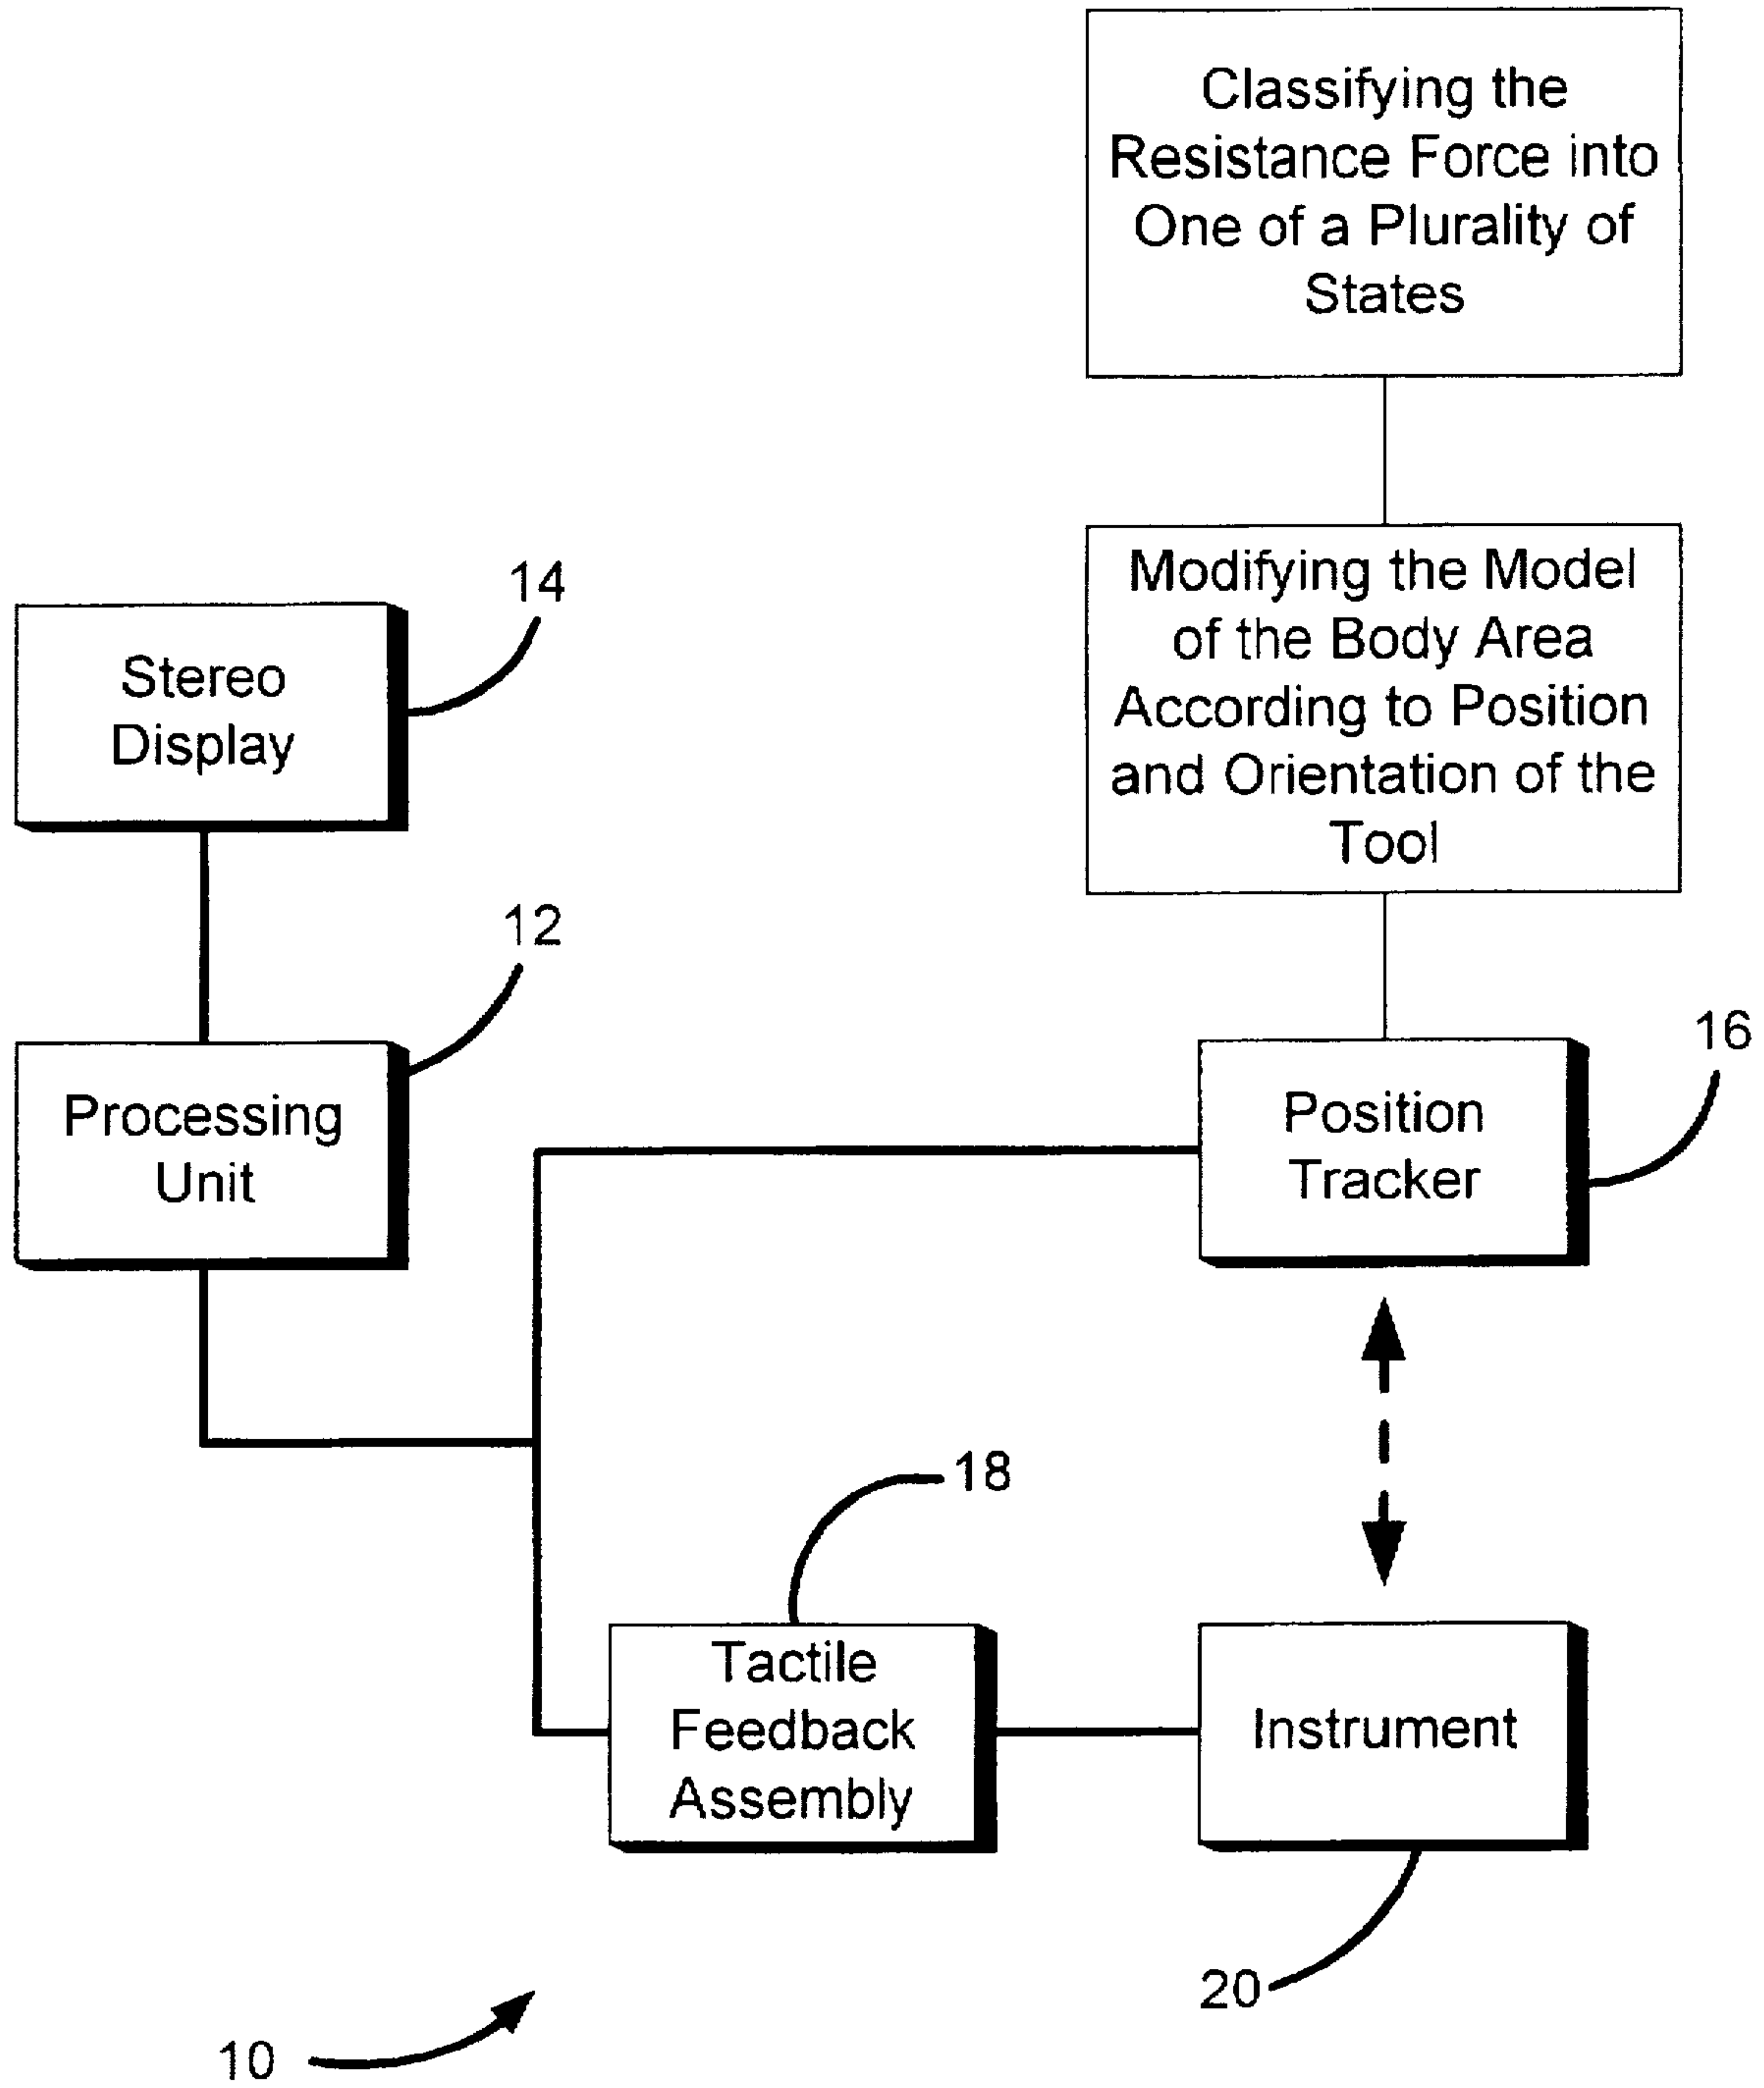 Classifying the
Resistance Force into
One of a Plurality of
States
Modifying the Model
of the Body Area
According to Position
and Orientation of the
Tool
14
Stereo
Display
12
Processing
Unit
16
Position
Tracker
18
Tactile
Feedback
Assembly
Instrument
20
10